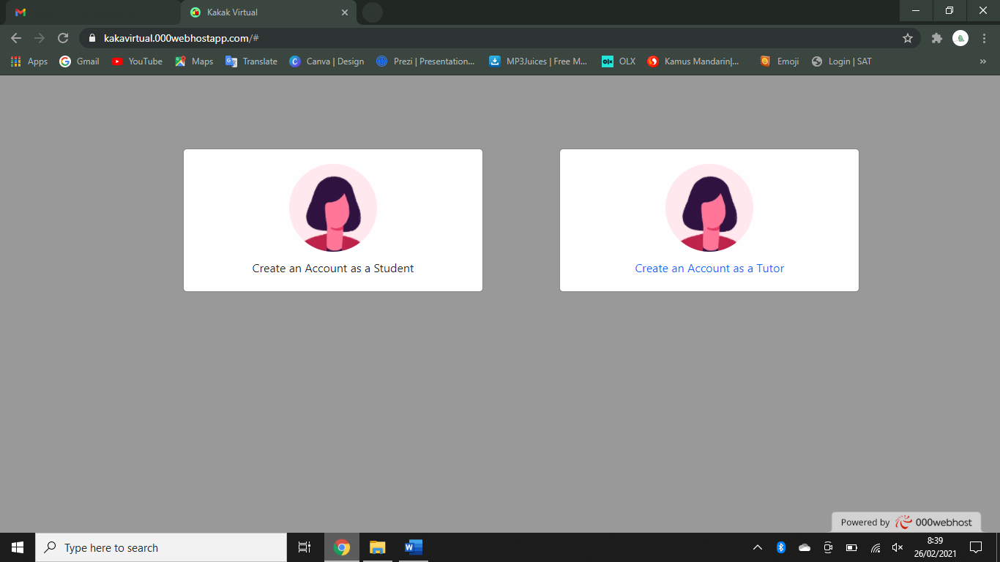 Kakak Virtual
kakavirtual.000webhostapp.com/#
Apps
Gmail
YouTube
Maps
Translate
Canva | Design
Prezi | Presentation...
MP3Juices | Free M...
OLX
Kamus Mandarin|...
Emoji
Login | SAT
Create an Account as a Student
Create an Account as a Tutor
Powered by 000webhost
Type here to search
8:39
26/02/2021